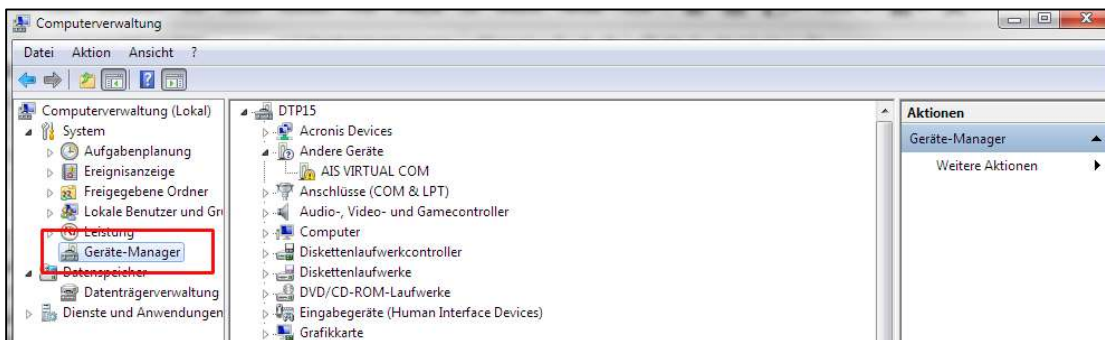 Computerverwaltung
Datei Aktion Ansicht ?
Computerverwaltung (Lokal)
System
Aufgabenplanung
Ereignisanzeige
Freigegebene Ordner
Lokale Benutzer und Gru
Leistung
Geräte-Manager
Datenspeicher
Datenträgerverwaltung
Dienste und Anwendungen
DTP15
Acronis Devices
Andere Geräte
AIS VIRTUAL COM
Anschlüsse (COM & LPT)
Audio-, Video- und Gamecontroller
Computer
Diskettenlaufwerkcontroller
Diskettenlaufwerke
DVD/CD-ROM-Laufwerke
Eingabegeräte (Human Interface Devices)
Grafikkarte
Aktionen
Geräte-Manager
Weitere Aktionen